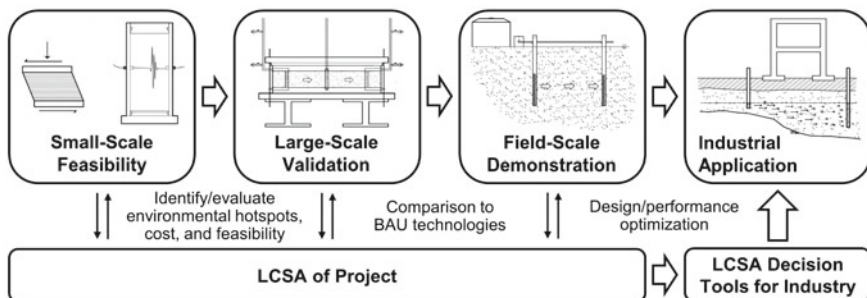 Small-Scale
Feasibility
Large-Scale
Validation
Field-Scale
Demonstration
Industrial
Application
Identify/evaluate
environmental hotspots,
cost, and feasibility
Comparison to
BAU technologies
Design/performance
optimization
LCSA of Project
LCSA Decision
Tools for Industry